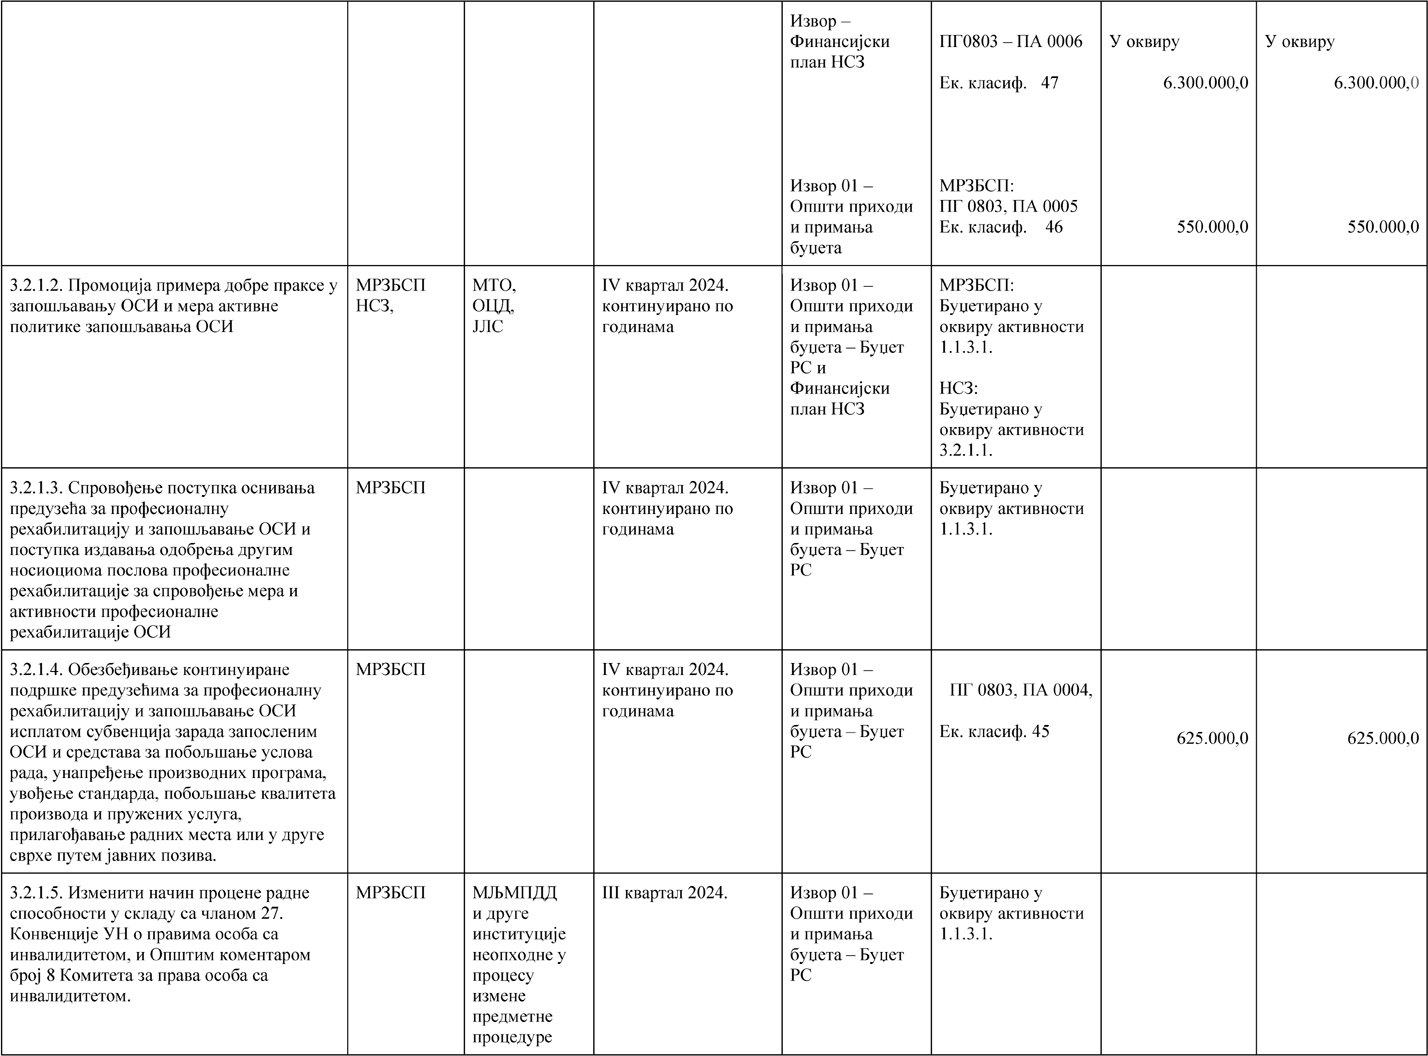 Извор –
Финансијски
план НСЗ
ПГ0803 – ПА 0006
Ек. класиф. 47
У оквиру
6.300.000,0
У оквиру
6.300.000,0
Извор 01 –
Општи приходи
и примања
буџета
МРЗБСП:
ПГ 0803, ПА 0005
Ек. класиф. 46
550.000,0
550.000,0
3.2.1.2. Промоција примера добре праксе у
запошљавању ОСИ и мера активне
политике запошљавања ОСИ
МРЗБСП
НСЗ,
МТО,
ОЦД,
ЈЛС
IV квартал 2024.
континуирано по
годинама
Извор 01 –
Општи приходи
и примања
буџета – Буџет
РС и
Финансијски
план НСЗ
МРЗБСП:
Буџетирано у
оквиру активности
1.1.3.1.
НСЗ:
Буџетирано у
оквиру активности
3.2.1.1.
3.2.1.3. Спровођење поступка оснивања
предузећа за професионалну
рехабилитацију и запошљавање ОСИ и
поступка издавања одобрења другим
носиоциома послова професионалне
рехабилитације за спровођење мера и
активности професионалне
рехабилитације ОСИ
МРЗБСП
IV квартал 2024.
континуирано по
годинама
Извор 01 –
Општи приходи
и примања
буџета – Буџет
РС
Буџетирано у
оквиру активности
1.1.3.1.
3.2.1.4. Обезбеђивање континуиране
подршке предузећима за професионалну
рехабилитацију и запошљавање ОСИ
исплатом субвенција зарада запосленим
ОСИ и средстава за побољшање услова
рада, унапређење производних програма,
увођење стандарда, побољшање квалитета
производа и пружених услуга,
прилагођавање радних места или у друге
сврхе путем јавних позива.
МРЗБСП
IV квартал 2024.
континуирано по
годинама
Извор 01 –
Општи приходи
и примања
буџета – Буџет
РС
ПГ 0803, ПА 0004,
Ек. класиф. 45
625.000,0
625.000,0
3.2.1.5. Изменити начин процене радне
способности у складу са чланом 27.
Конвенције УН о правима особа са
инвалидитетом, и Општим коментаром
број 8 Комитета за права особа са
инвалидитетом.
МРЗБСП
МЉМПДД
и друге
институције
неопходне у
процесу
измене
предметне
процедуре
III квартал 2024.
Извор 01 –
Општи приходи
и примања
буџета – Буџет
РС
Буџетирано у
оквиру активности
1.1.3.1.